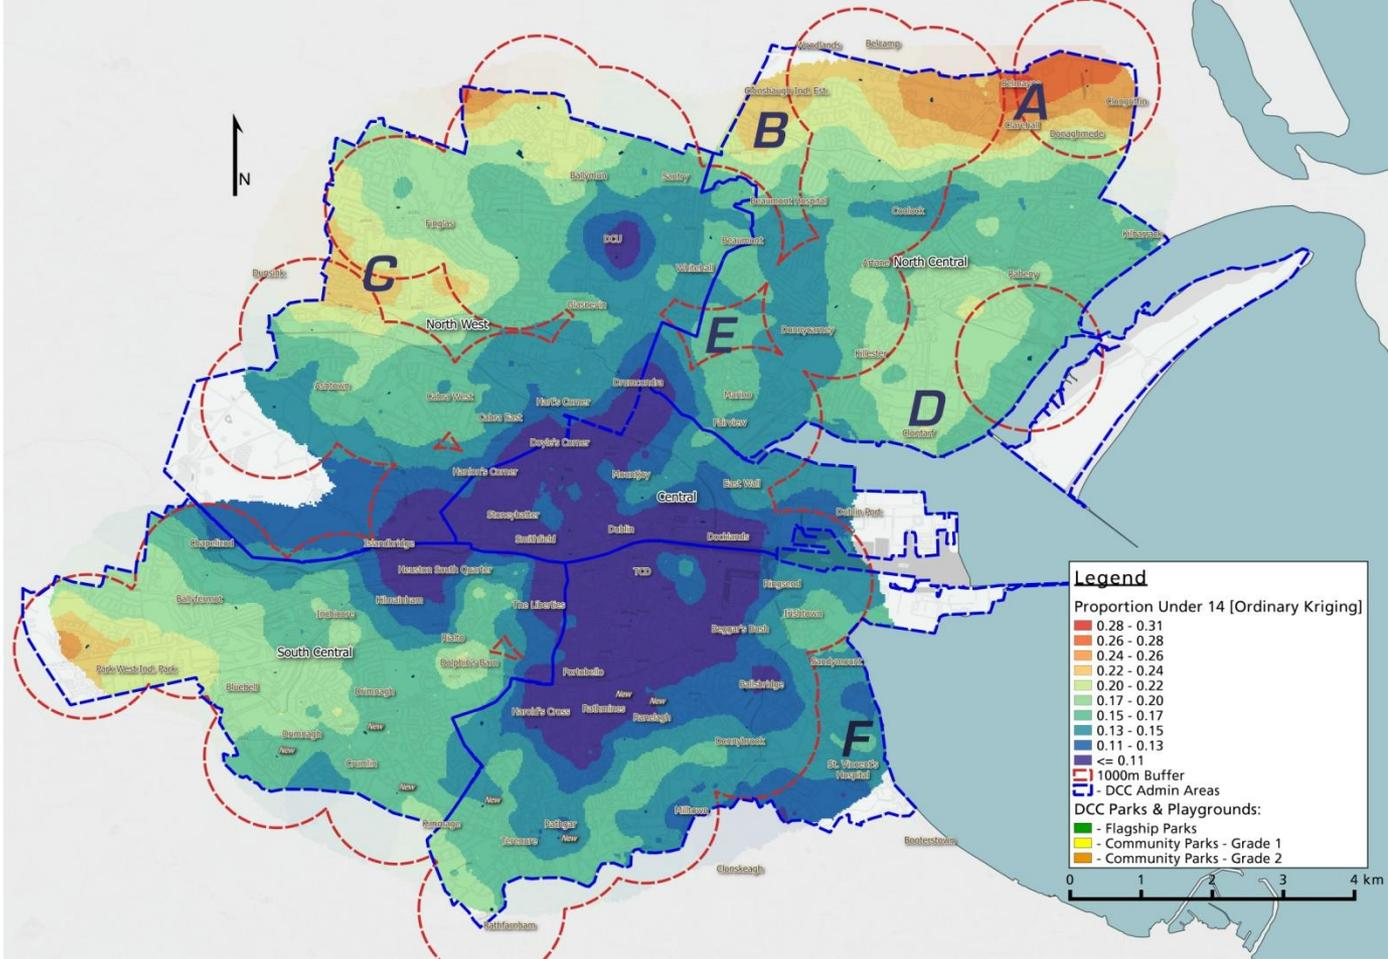 Woodlands
Belcamp
Clonshaugh Ind. Est.
Belmayne
A
Clongriffin
B
Clarehall
Donaghmede
N
Ballymun
Santry
Beaumont Hospital
Coolock
Finglas
DCU
Beaumont
Kilbarrack
Dunsink
C
Whitehall
Artane
North Central
Raheny
Glasnevin
North West
E
Donnycarney
Killester
Ashtown
Cabra West
Drumcondra
Marino
D
Hart's Corner
Cabra East
Fairview
Clontarf
Doyle's Corner
Hanlon's Corner
Mountjoy
East Wall
Central
Stoneybatter
Dublin Port
Smithfield
Dublin
Docklands
Chapelizod
Islandbridge
Heuston South Quarter
TCD
Ringsend
Ballyfermot
Kilmainham
The Liberties
Inchicore
Irishtown
Rialto
Beggar's Bush
South Central
Dolphin's Barn
Sandymount
Park West Ind. Park
Portobello
Bluebell
Drimnagh
New
New
Ballsbridge
Harold's Cross
Rathmines
Ranelagh
New
Drimnagh
New
Donnybrook
F
Crumlin
St. Vincent's
Hospital
New
New
Kimmage
Milltown
Rathgar
Terenure
New
Booterstown
Clonskeagh
Rathfarnham
Legend
Proportion Under 14 [Ordinary Kriging]
0.28 - 0.31
0.26 - 0.28
0.24 - 0.26
0.22 - 0.24
0.20 - 0.22
0.17 - 0.20
0.15 - 0.17
0.13 - 0.15
0.11 - 0.13
<= 0.11
1000m Buffer
- DCC Admin Areas
DCC Parks & Playgrounds:
- Flagship Parks
- Community Parks - Grade 1
- Community Parks - Grade 2
0 1 2 3 4 km